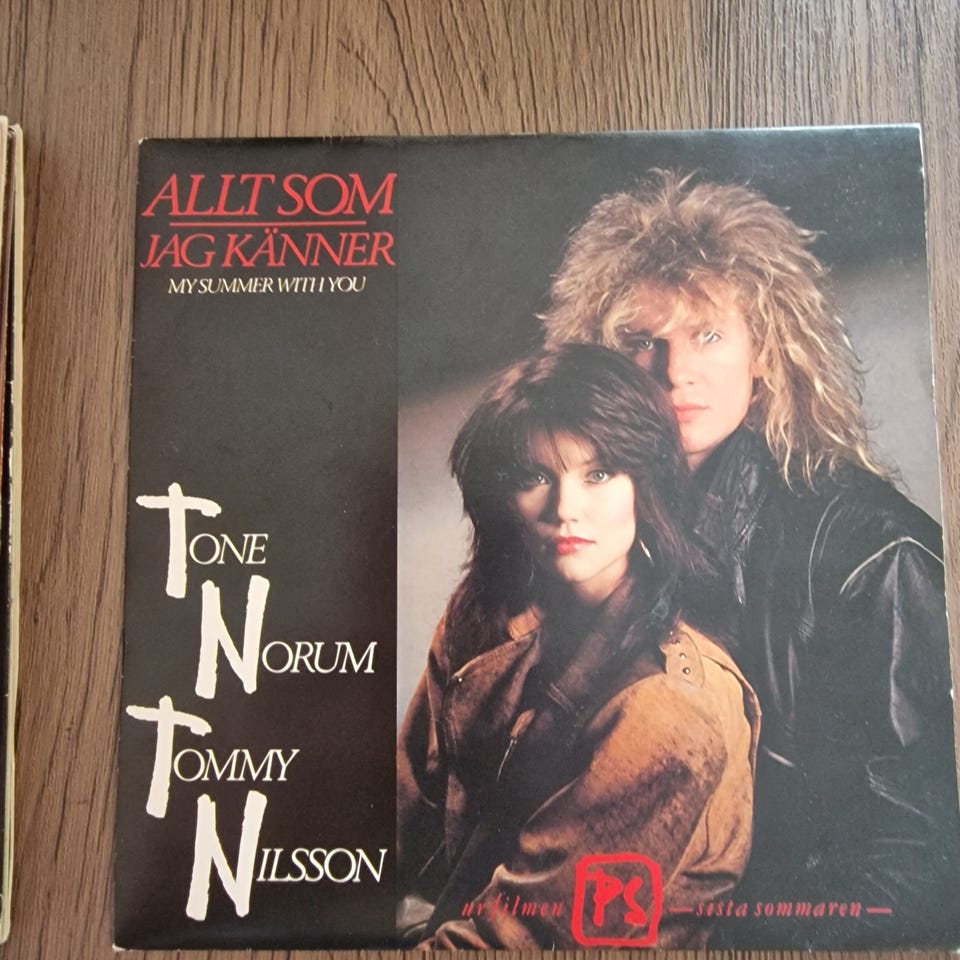 ALLT SOM
JAG KÄNNER
MY SUMMER WITH YOU
TONE
NORUM
TOMMY
NILSSON
ur filmen PS — sista sommaren —